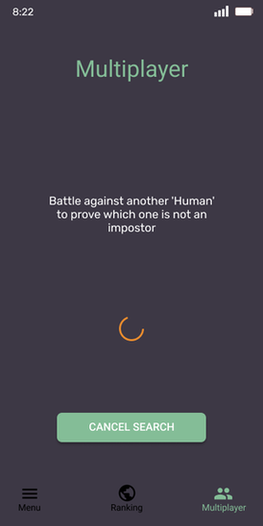 8:22
Multiplayer
Battle against another 'Human'
to prove which one is not an
impostor
CANCEL SEARCH
Menu
Ranking
Multiplayer